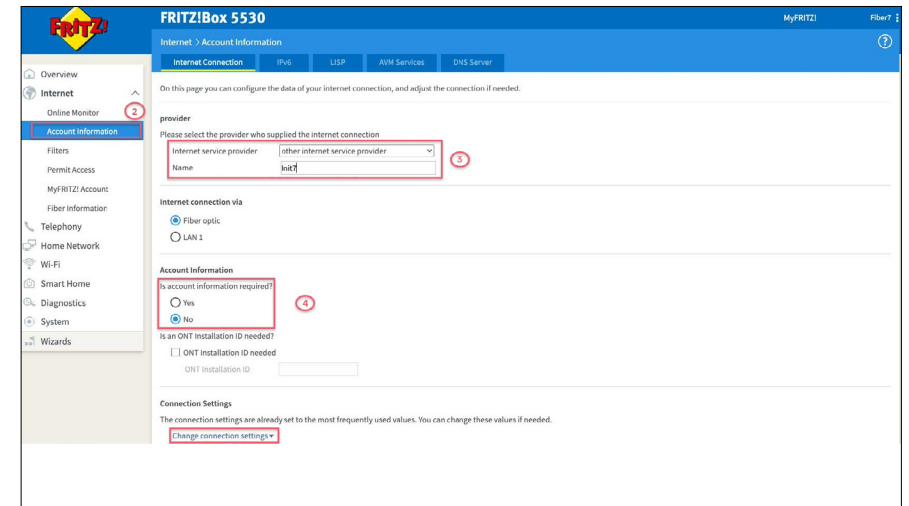 FRITZ!
FRITZ!Box 5530
MyFRITZ!
Fiber7
Internet > Account Information
?
Internet Connection
IPv6
LISP
AVM Services
DNS Server
Overview
Internet
Online Monitor
2
Account Information
Filters
Permit Access
MyFRITZ! Account
Fiber Information
Telephony
Home Network
Wi-Fi
Smart Home
Diagnostics
System
Wizards
On this page you can configure the data of your internet connection, and adjust the connection if needed.
provider
Please select the provider who supplied the internet connection
Internet service provider other internet service provider
3
Name Init7
Internet connection via
Fiber optic
LAN 1
Account Information
Is account information required?
Yes
4
No
Is an ONT Installation ID needed?
ONT Installation ID needed
ONT Installation ID
Connection Settings
The connection settings are already set to the most frequently used values. You can change these values if needed.
Change connection settings